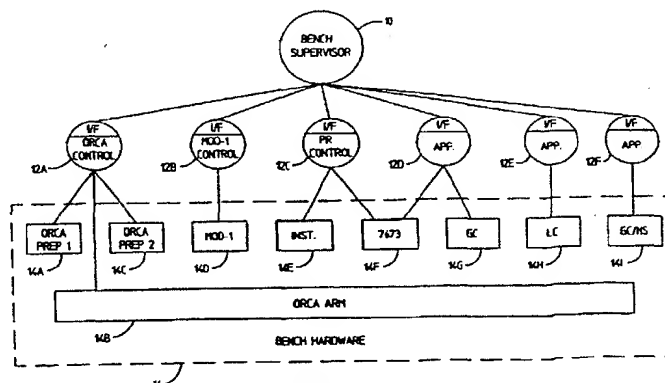 10
BENCH
SUPERVISOR
I/F
ORCA
CONTROL
12A
I/F
MOD-1
CONTROL
12B
I/F
PR
CONTROL
12C
I/F
APP.
12D
I/F
APP.
12E
I/F
APP
12F
ORCA
PREP 1
14A
ORCA
PREP 2
14C
MOD-1
14D
INST.
14E
7673
14F
GC
14G
LC
14H
GC/MS
14I
ORCA ARM
14B
BENCH HARDWARE